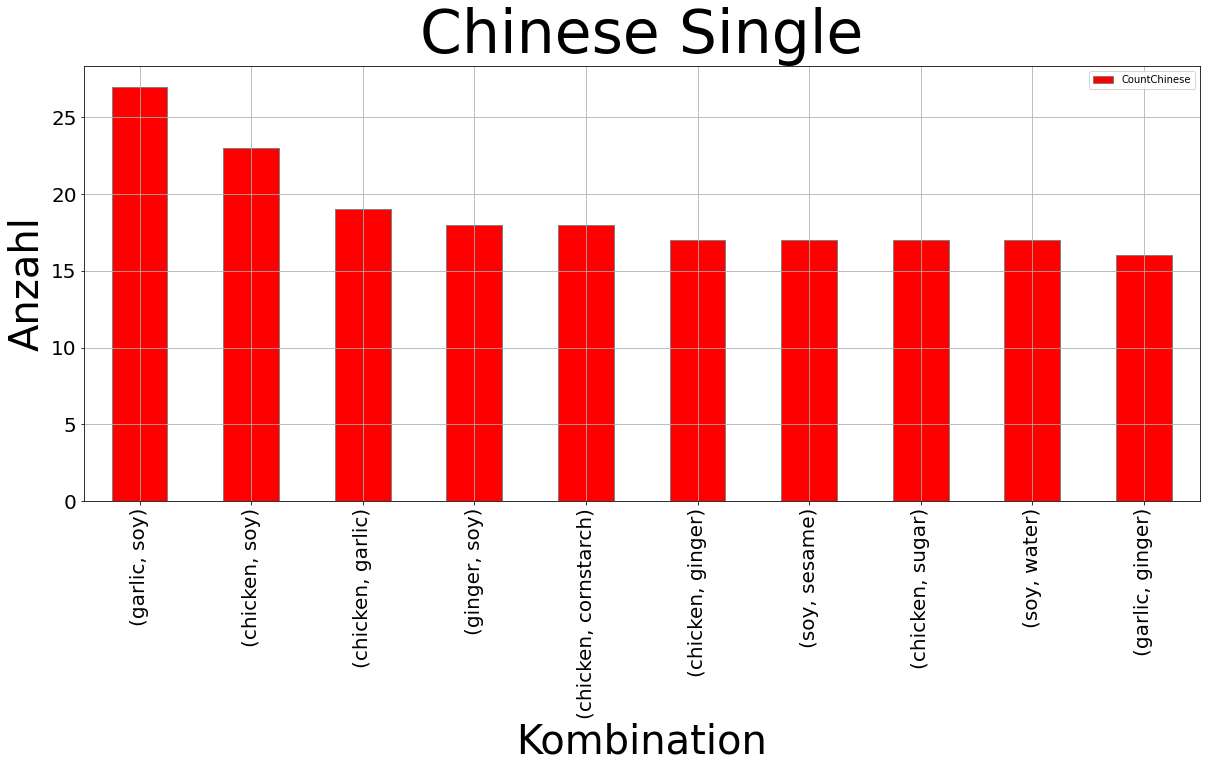 Chinese Single
CountChinese
Anzahl
25
20
15
10
5
0
(garlic, soy)
(chicken, soy)
(chicken, garlic)
(ginger, soy)
(chicken, cornstarch)
(chicken, ginger)
(soy, sesame)
(chicken, sugar)
(soy, water)
(garlic, ginger)
Kombination